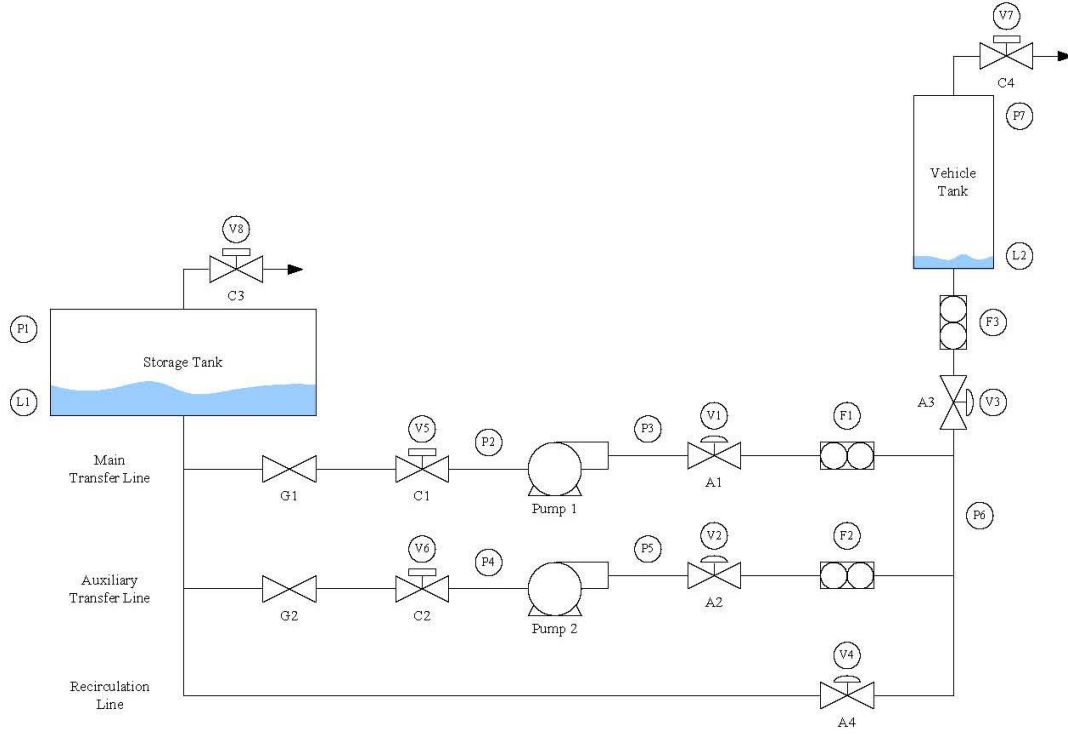 V7
C4
P7
Vehicle
Tank
V8
L2
C3
P1
F3
Storage Tank
A3
V3
L1
V5
P2
P3
V1
F1
Main
Transfer Line
G1
C1
Pump 1
A1
P6
V6
P4
P5
V2
F2
Auxiliary
Transfer Line
G2
C2
Pump 2
A2
V4
Recirculation
Line
A4